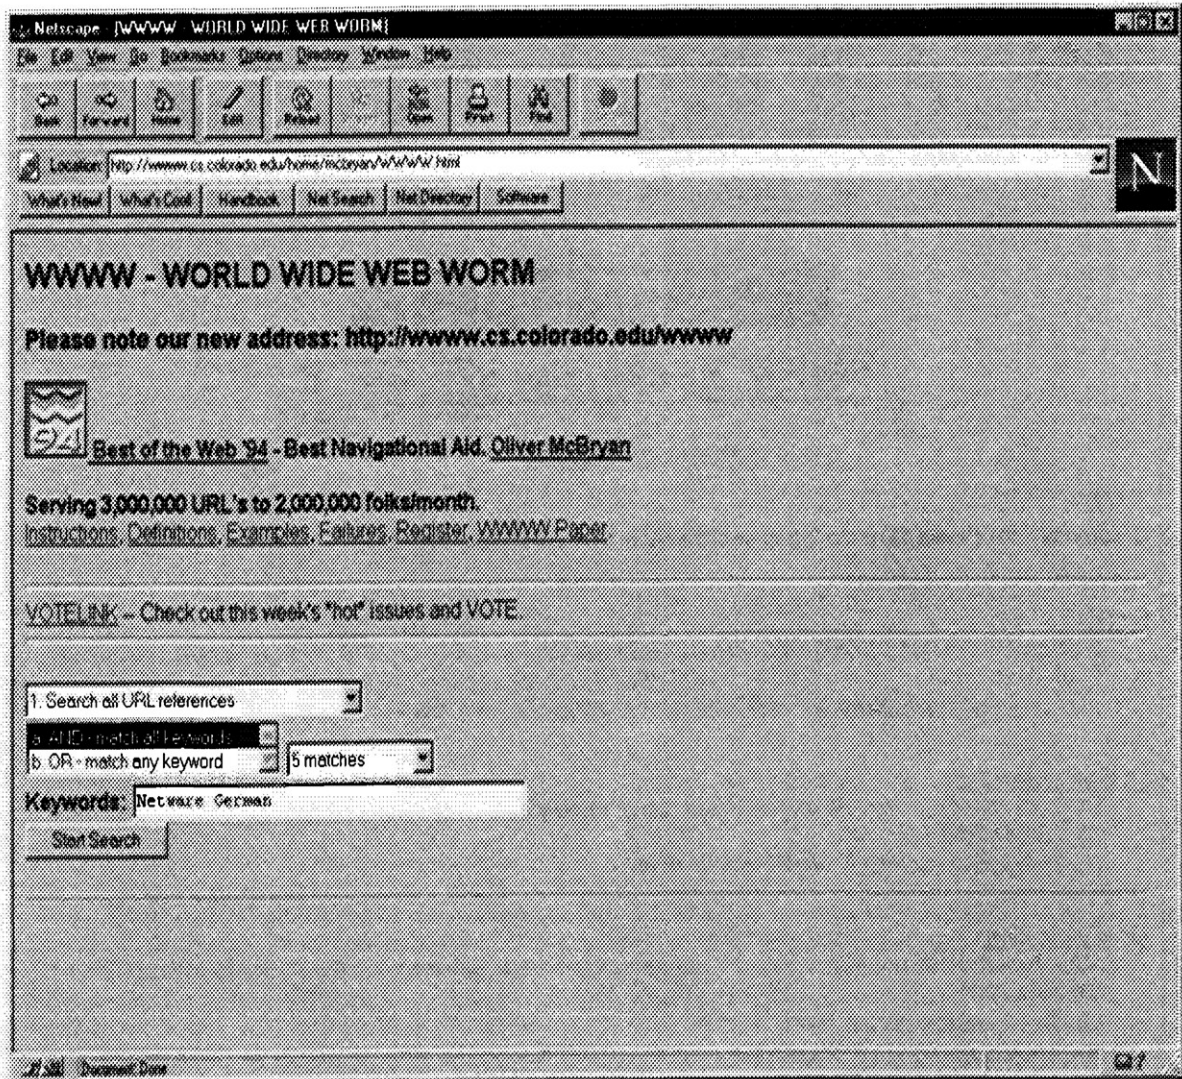 Netscape - [WWWW - WORLD WIDE WEB WORM]
File Edit View Go Bookmarks Options Directory Window Help
Back Forward Home Edit Reload Open Print Find
Location: http://wwww.cs.colorado.edu/home/mcbryan/WWWW.html
What's New! What's Cool! Handbook Net Search Net Directory Software
N
WWWW - WORLD WIDE WEB WORM
Please note our new address: http://wwww.cs.colorado.edu/wwww
94 Best of the Web '94 - Best Navigational Aid. Oliver McBryan
Serving 3,000,000 URL's to 2,000,000 folks/month.
Instructions, Definitions, Examples, Failures, Register, WWWW Paper.
VOTELINK -- Check out this week's "hot" issues and VOTE.
1. Search all URL references
a. AND - match all keywords
b. OR - match any keyword 5 matches
Keywords: Netware German
Start Search
Document: Done